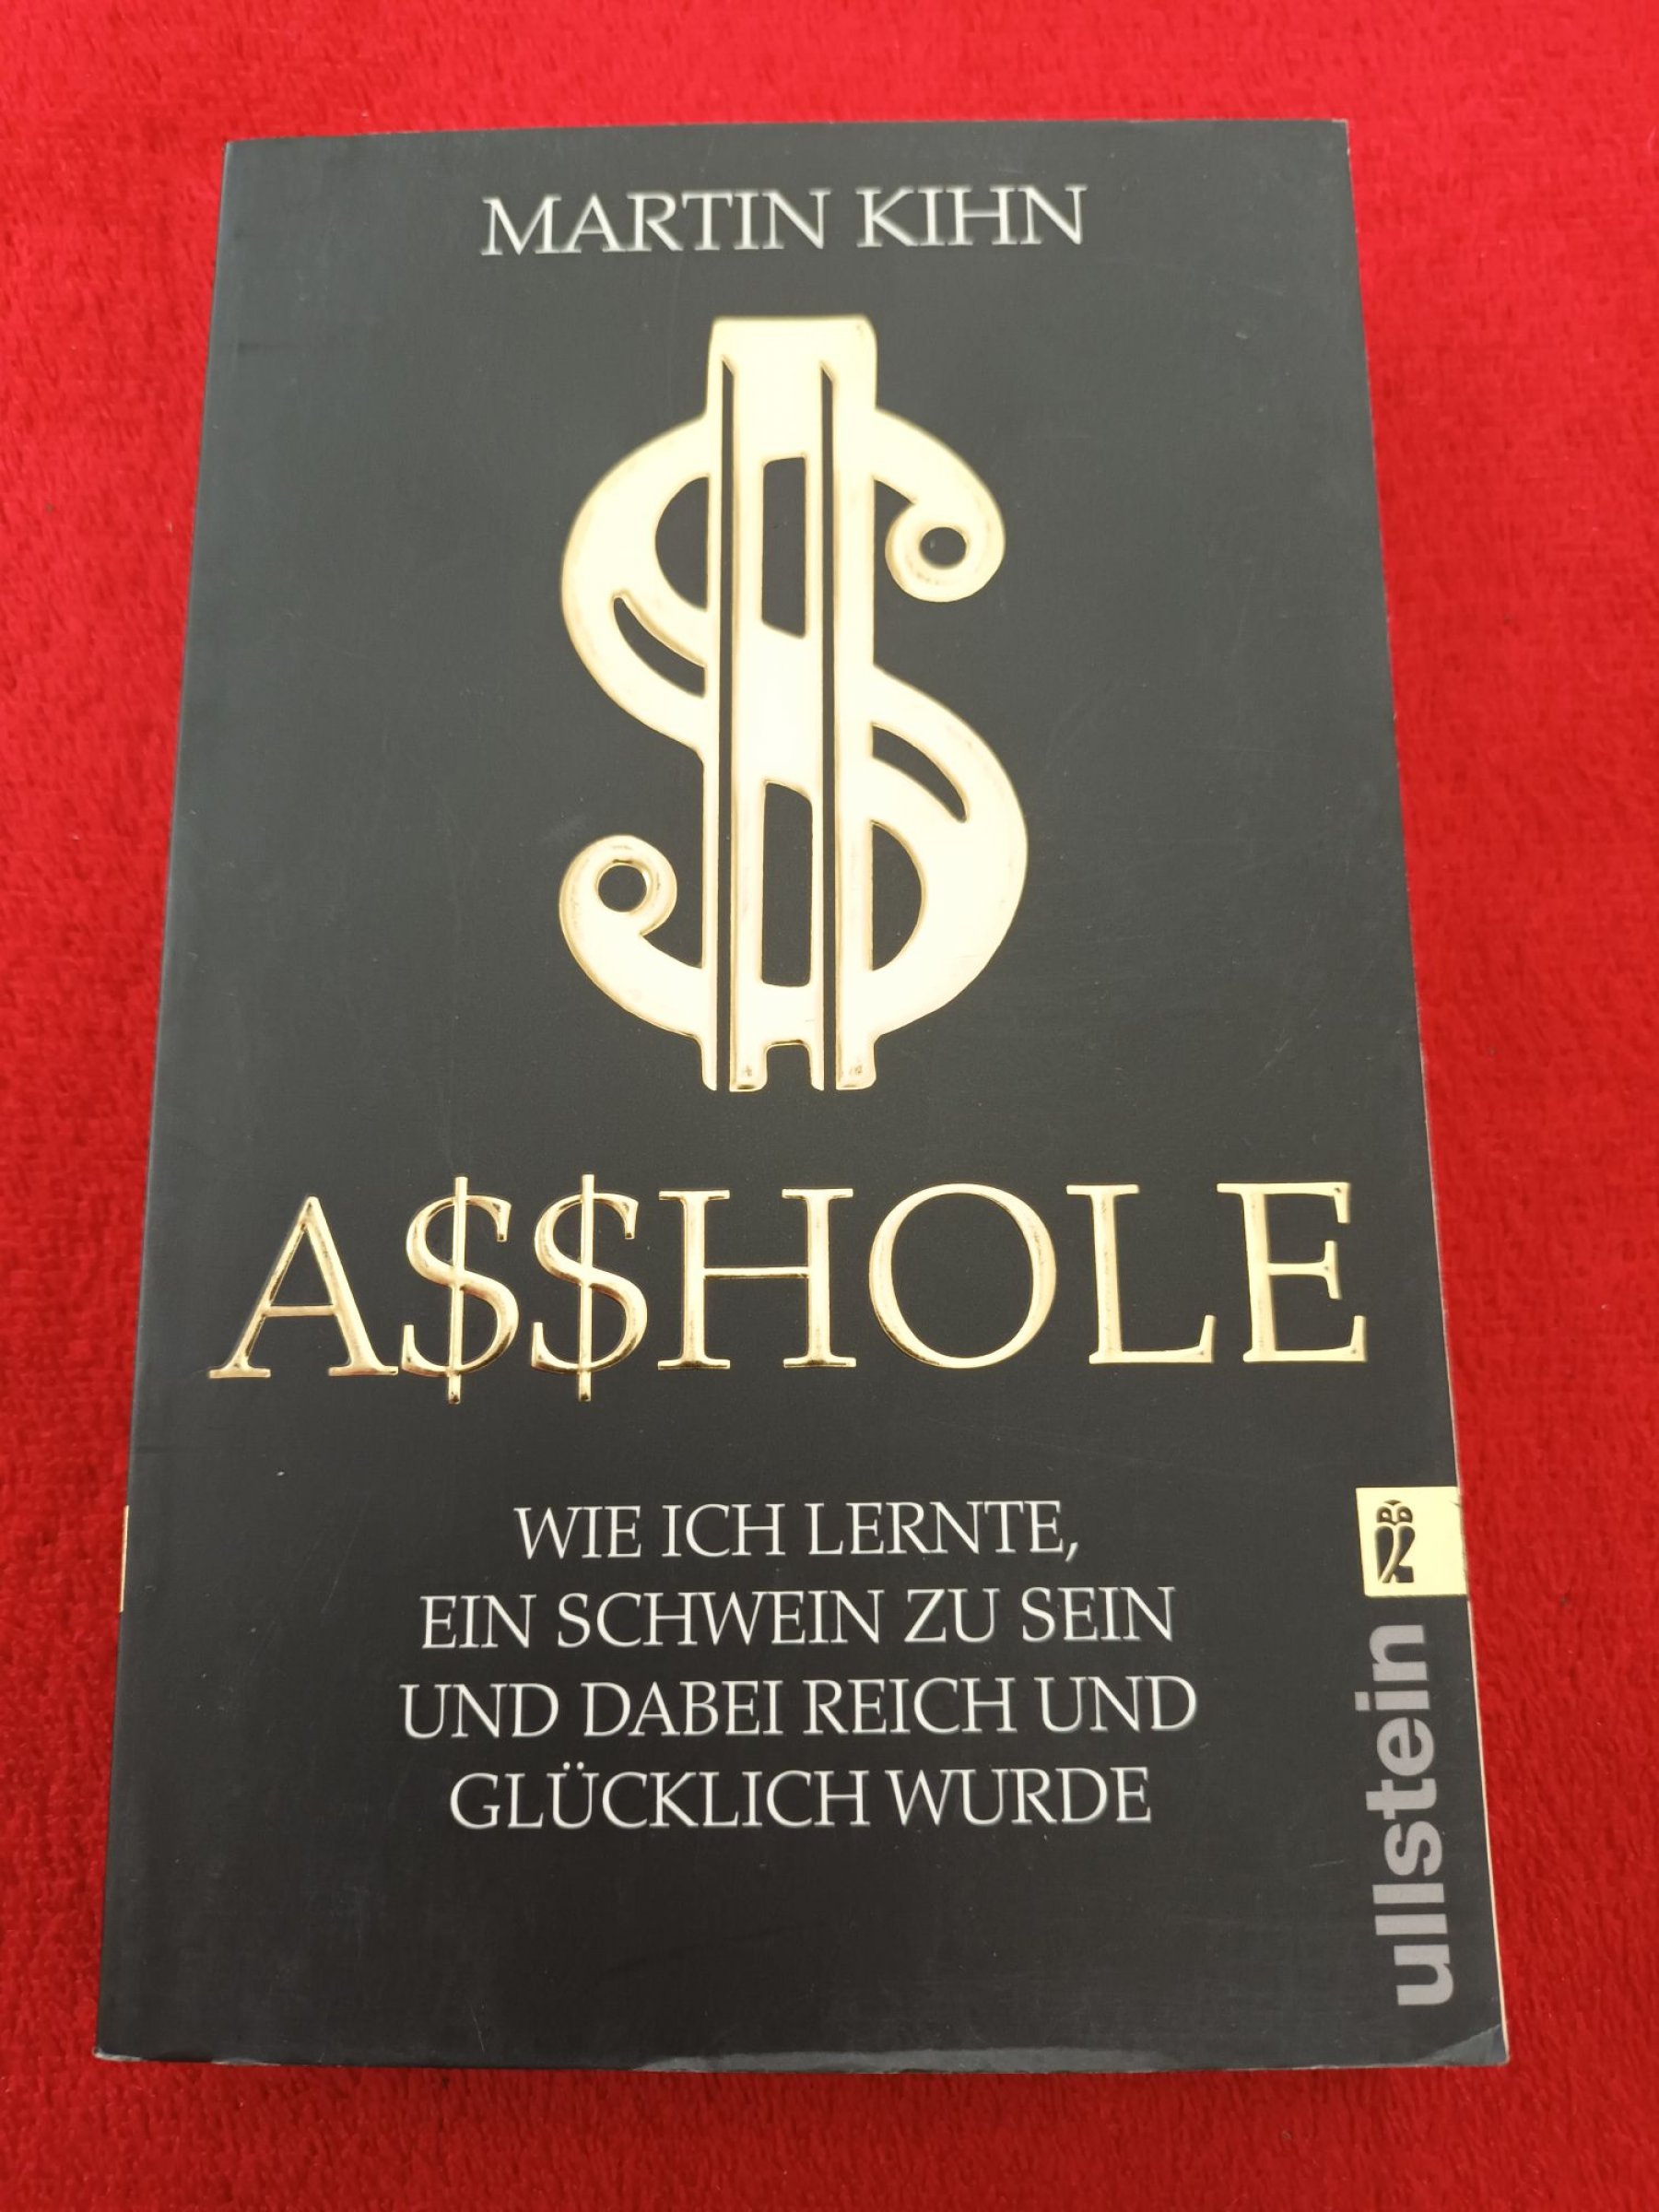 MARTIN KIHN
$
A$$HOLE
WIE ICH LERNTE,
EIN SCHWEIN ZU SEIN
UND DABEI REICH UND
GLÜCKLICH WURDE
ullstein